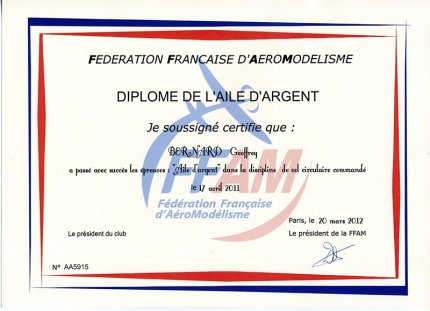 FEDERATION FRANCAISE D'AEROMODELISME
DIPLOME DE L'AILE D'ARGENT
Je soussigné certifie que :
BERNARD Geoffrey
a passé avec succès les épreuves : "Aile d'argent" dans la discipline de vol circulaire commandé
le 17 avril 2011
FFAM
Fédération Française
d'AéroModélisme
Paris, le 20 mars 2012
Le président du club
Le président de la FFAM
N° AA5915